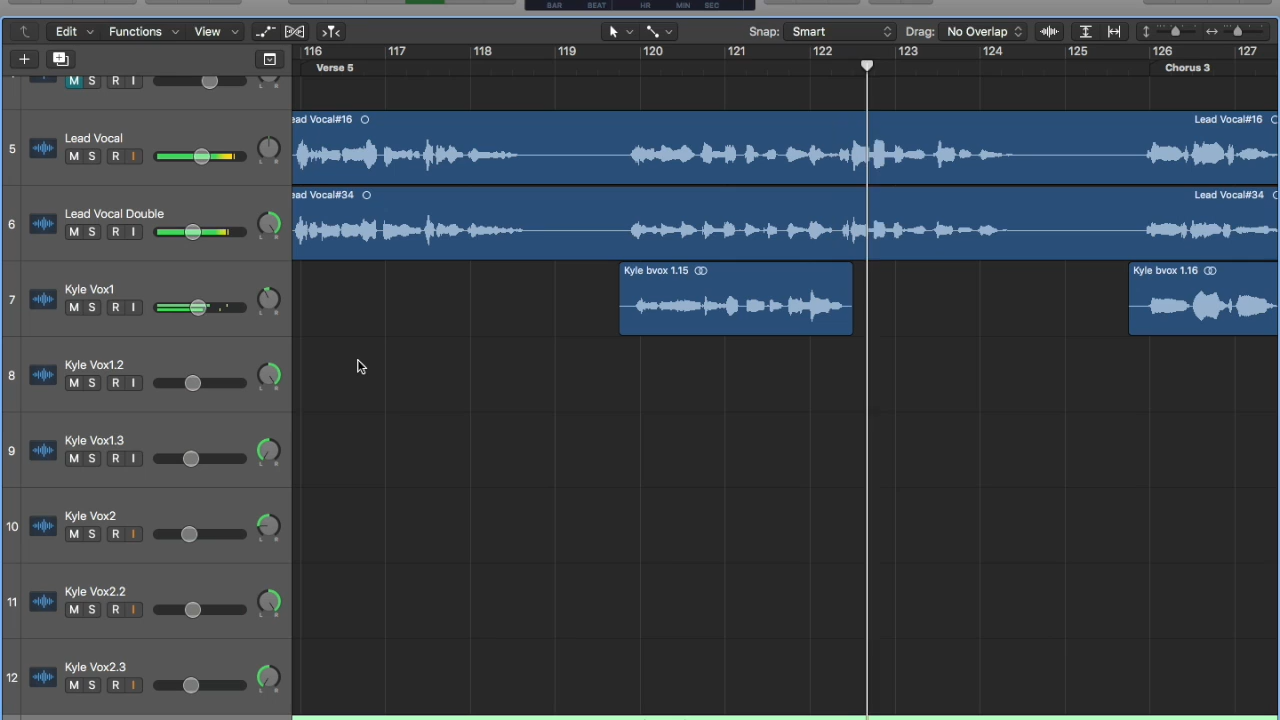 BAR BEAT HR MIN SEC
Edit Functions View Snap: Smart Drag: No Overlap
116 117 118 119 120 121 122 123 124 125 126 127
Verse 5 Chorus 3
M S R I
5 Lead Vocal
M S R I
ead Vocal#16 Lead Vocal#16
6 Lead Vocal Double
M S R I
L R
ead Vocal#34 Lead Vocal#34
7 Kyle Vox1
M S R I
L R
Kyle bvox 1.15 Kyle bvox 1.16
8 Kyle Vox1.2
M S R I
L R
9 Kyle Vox1.3
M S R I
L R
10 Kyle Vox2
M S R I
L R
11 Kyle Vox2.2
M S R I
L R
12 Kyle Vox2.3
M S R I
L R